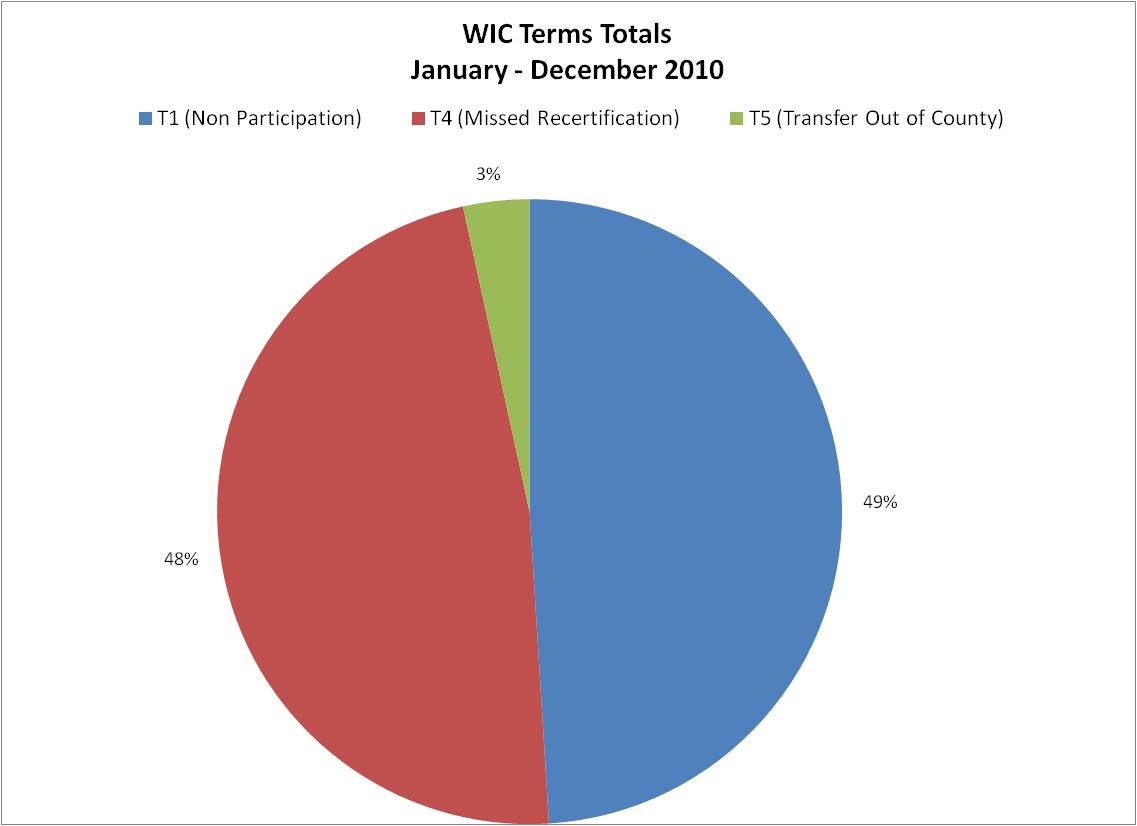 WIC Terms Totals
January - December 2010
T1 (Non Participation) T4 (Missed Recertification) T5 (Transfer Out of County)
3%
49%
48%